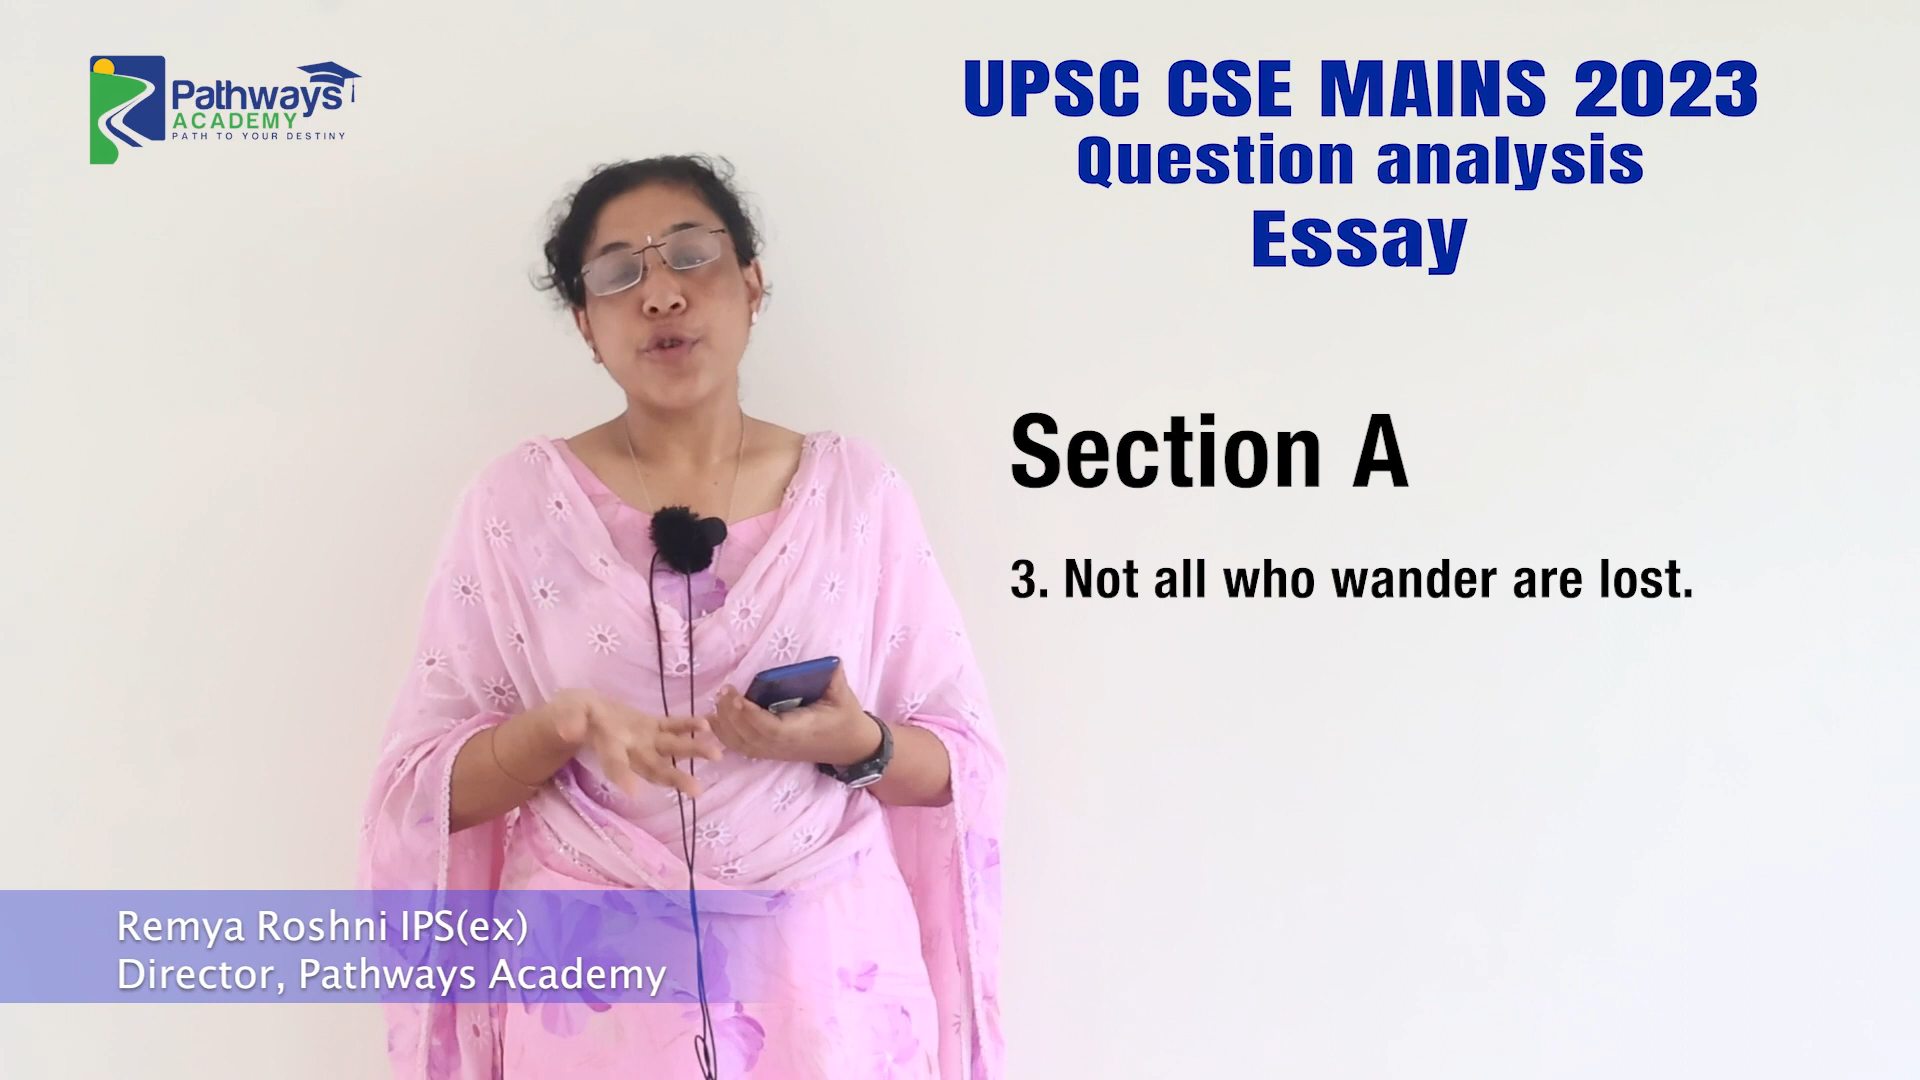 Pathways
ACADEMY
PATH TO YOUR DESTINY
UPSC CSE MAINS 2023
Question analysis
Essay
Section A
3. Not all who wander are lost.
Remya Roshni IPS(ex)
Director, Pathways Academy